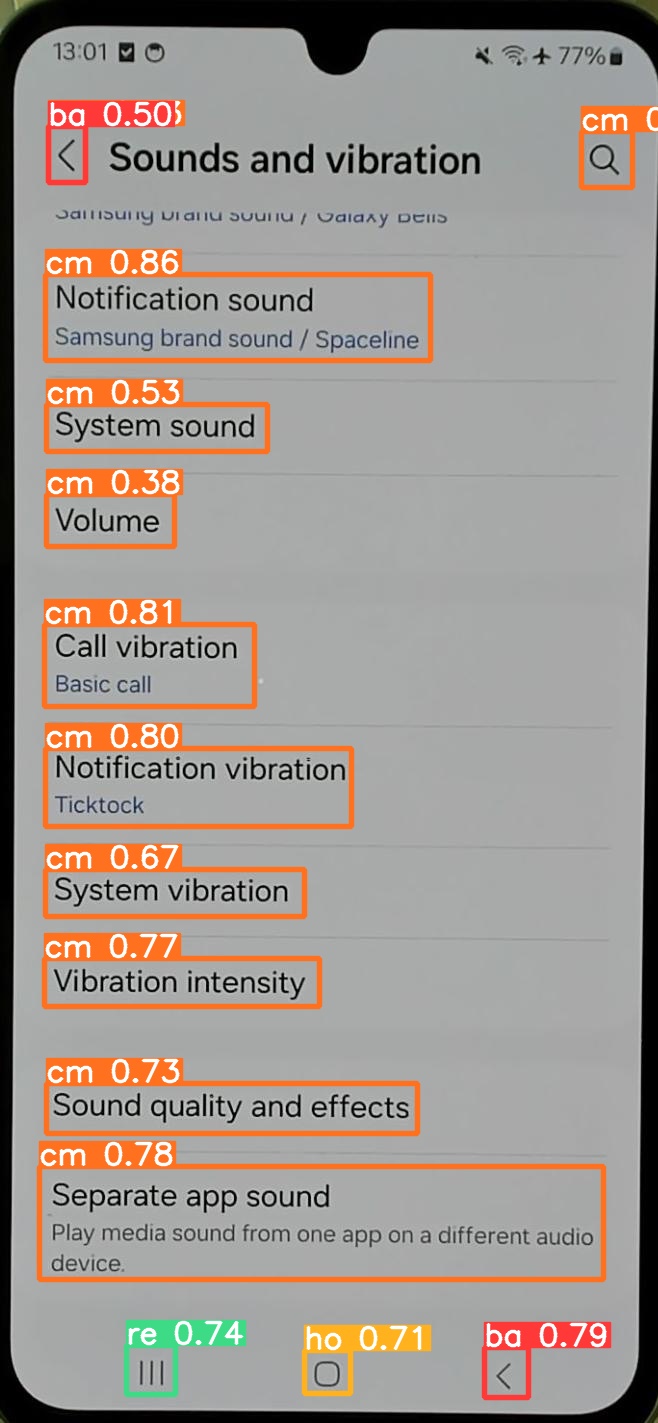 13:01 77%
ba 0.50
cm 0
Sounds and vibration
Samsung brand sound / Galaxy Bells
cm 0.86
Notification sound
Samsung brand sound / Spaceline
cm 0.53
System sound
cm 0.38
Volume
cm 0.81
Call vibration
Basic call
cm 0.80
Notification vibration
Ticktock
cm 0.67
System vibration
cm 0.77
Vibration intensity
cm 0.73
Sound quality and effects
cm 0.78
Separate app sound
Play media sound from one app on a different audio
device.
re 0.74 ho 0.71 ba 0.79